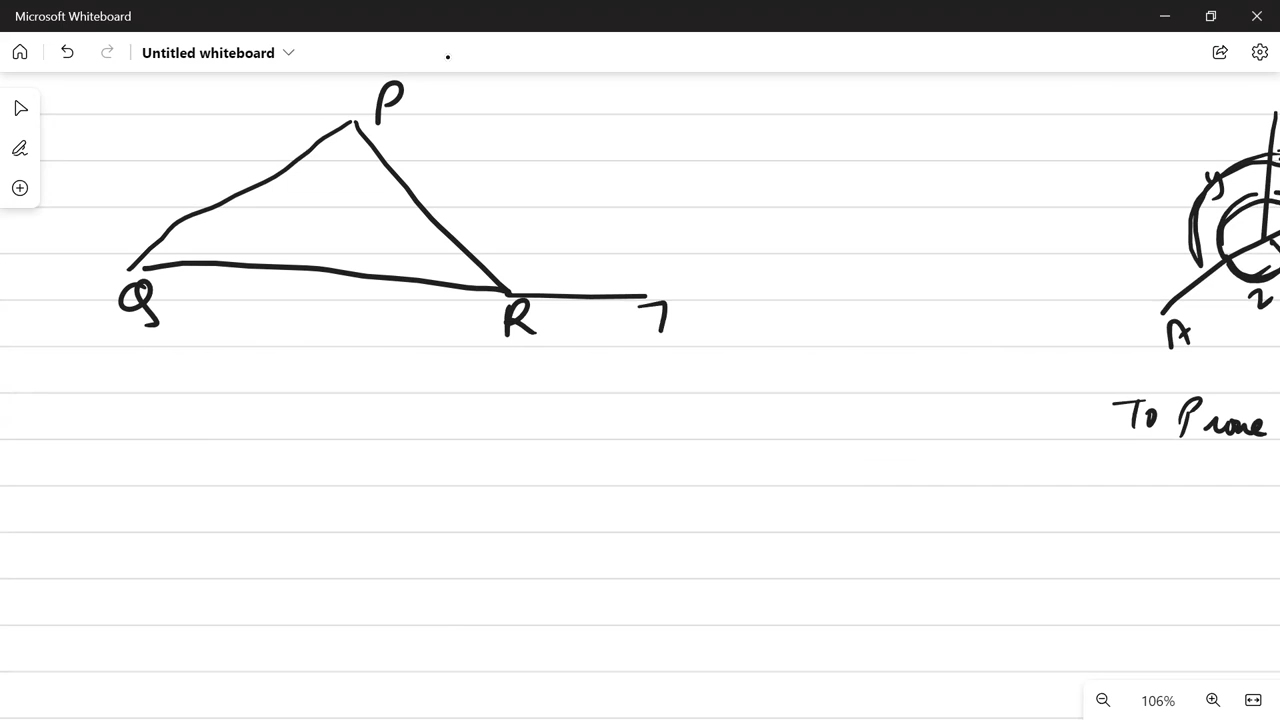 Microsoft Whiteboard
Untitled whiteboard
P
Q
R
T
y
z
A
To Prove
106%